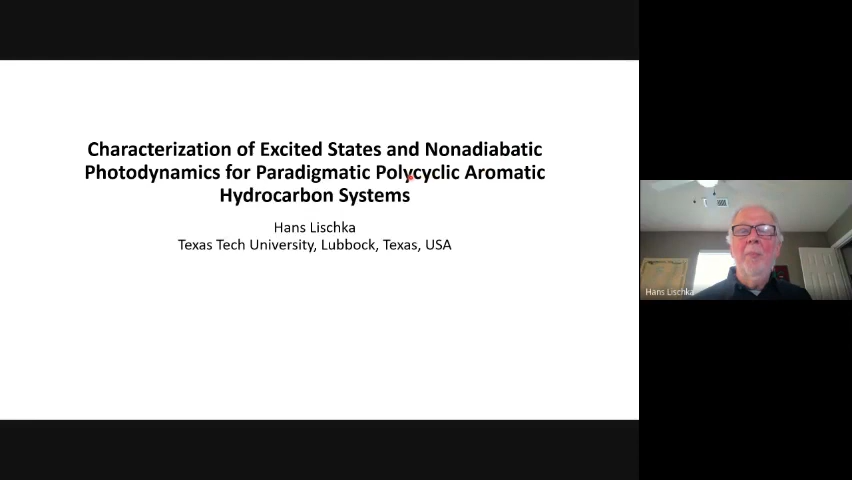 Characterization of Excited States and Nonadiabatic
Photodynamics for Paradigmatic Polycyclic Aromatic
Hydrocarbon Systems
Hans Lischka
Texas Tech University, Lubbock, Texas, USA
Hans Lischka